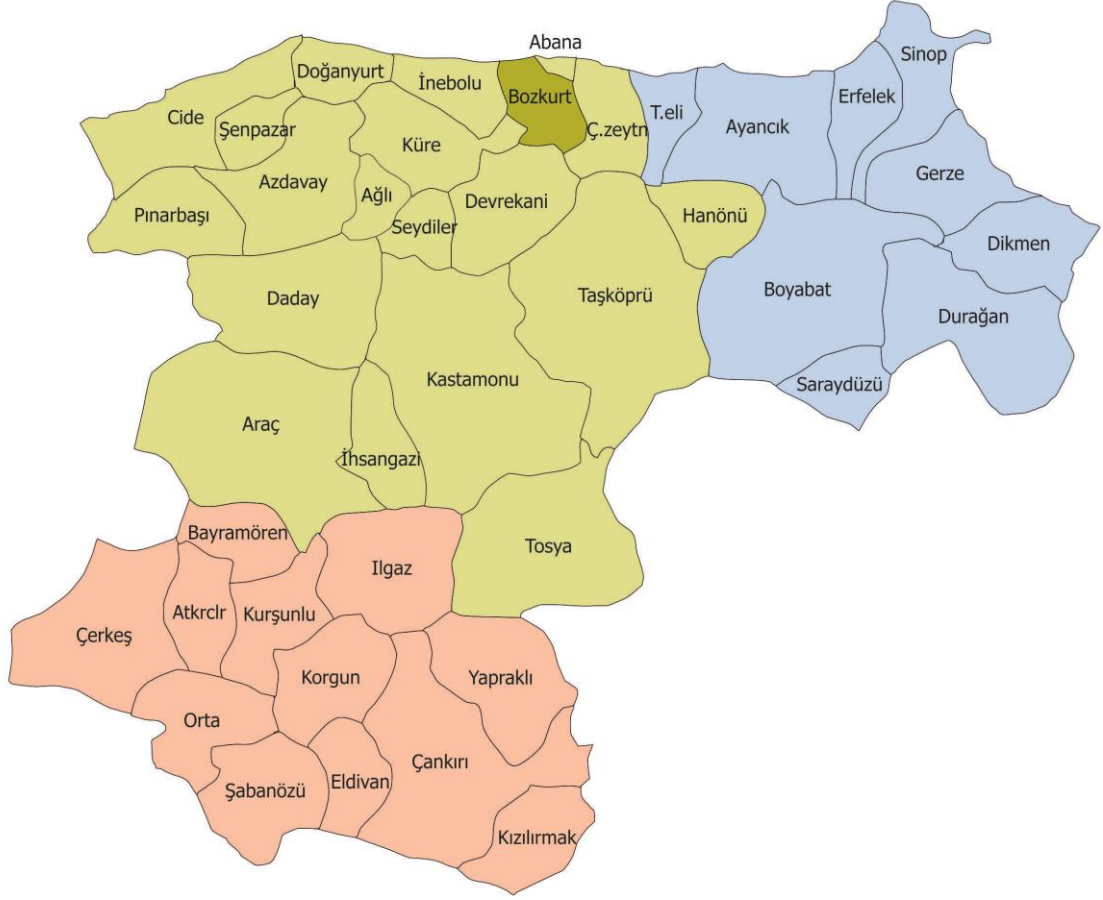 Abana
Sinop
Doğanyurt
İnebolu
Bozkurt
Erfelek
Cide
Şenpazar
T.eli
Ayancık
Ç.zeytn
Küre
Gerze
Azdavay
Ağlı
Devrekani
Pınarbaşı
Seydiler
Hanönü
Dikmen
Daday
Taşköprü
Boyabat
Durağan
Kastamonu
Saraydüzü
Araç
İhsangazi
Bayramören
Tosya
Ilgaz
Atkrclr
Kurşunlu
Çerkeş
Korgun
Yapraklı
Orta
Çankırı
Şabanözü
Eldivan
Kızılırmak